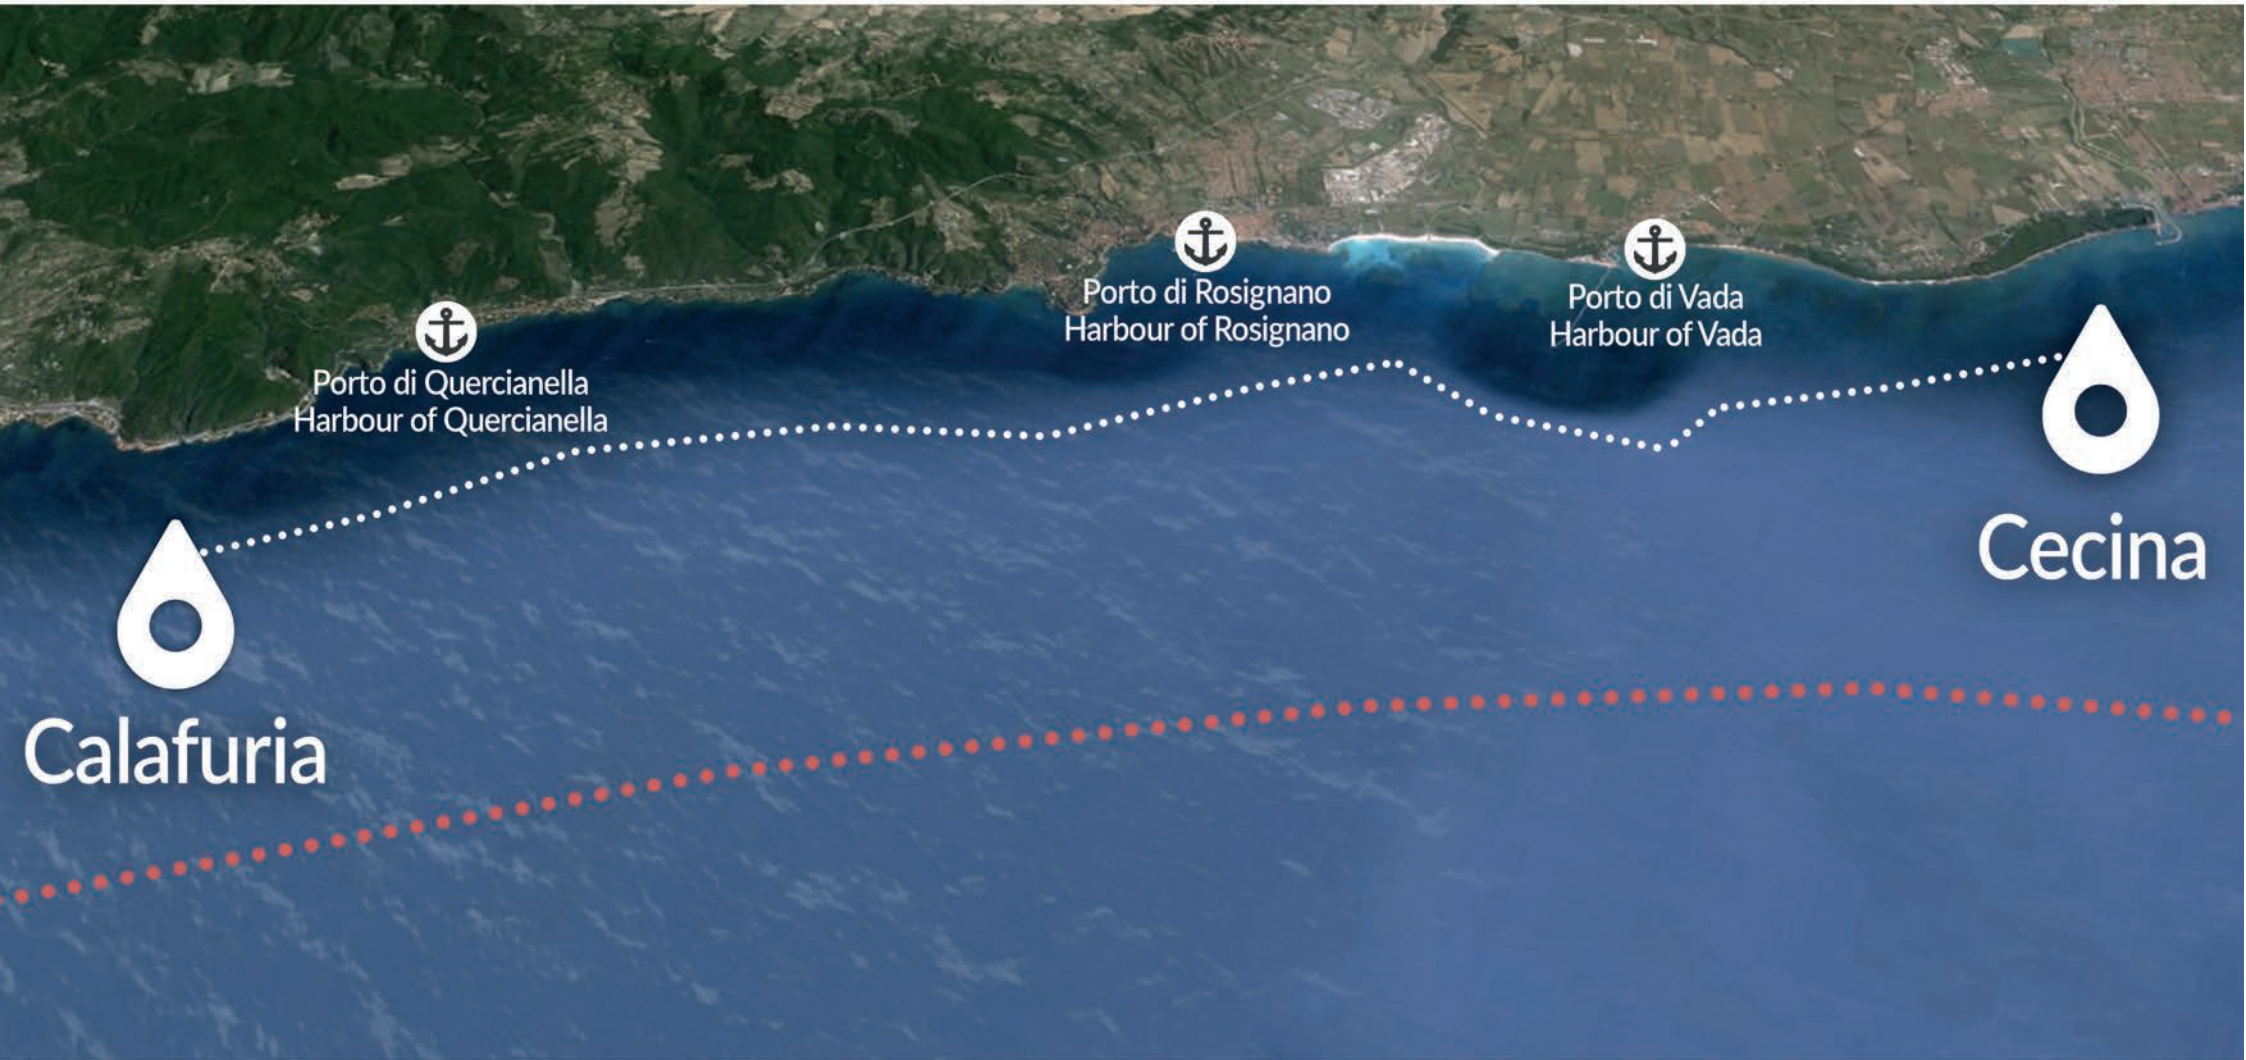 Porto di Rosignano
Harbour of Rosignano
Porto di Vada
Harbour of Vada
Porto di Quercianella
Harbour of Quercianella
Cecina
Calafuria